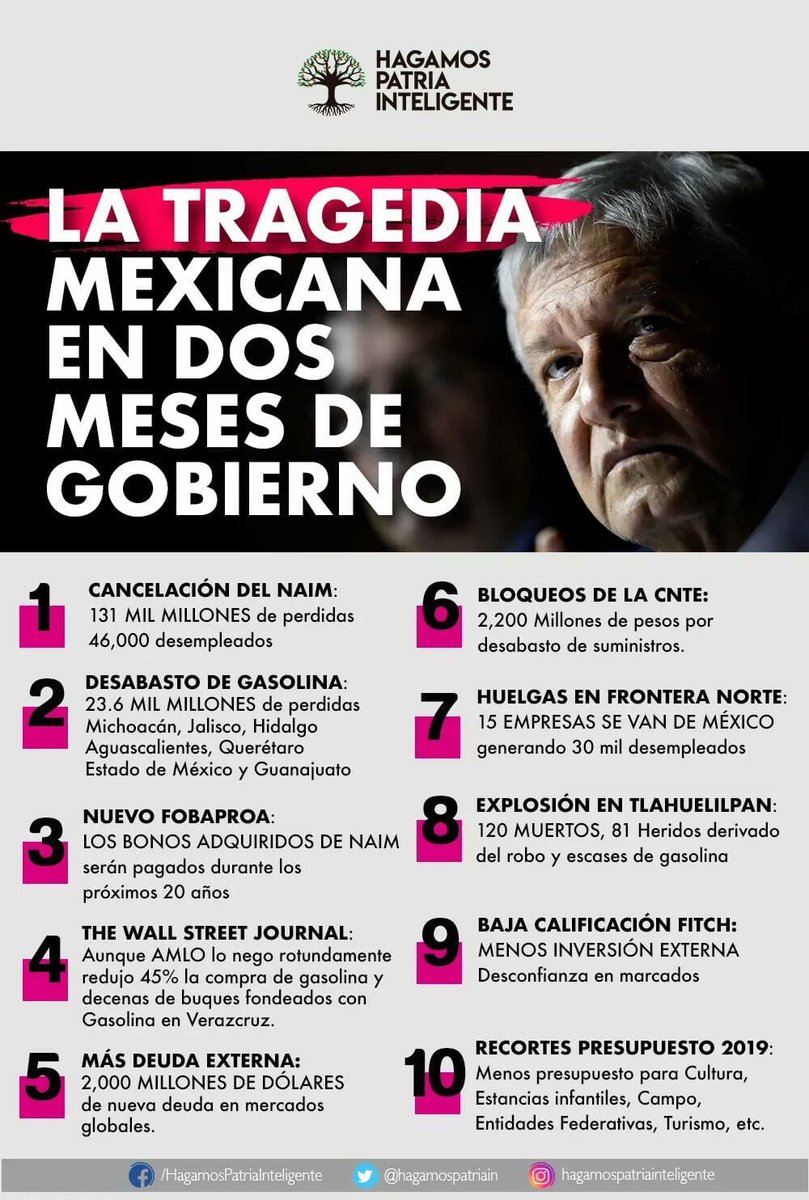 HAGAMOS
PATRIA
INTELIGENTE
LA TRAGEDIA
MEXICANA
EN DOS
MESES DE
GOBIERNO
1
CANCELACIÓN DEL NAIM:
131 MIL MILLONES de perdidas
46,000 desempleados
2
DESABASTO DE GASOLINA:
23.6 MIL MILLONES de perdidas
Michoacán, Jalisco, Hidalgo
Aguascalientes, Querétaro
Estado de México y Guanajuato
3
NUEVO FOBAPROA:
LOS BONOS ADQUIRIDOS DE NAIM
serán pagados durante los
próximos 20 años
4
THE WALL STREET JOURNAL:
Aunque AMLO lo nego rotundamente
redujo 45% la compra de gasolina y
decenas de buques fondeados con
Gasolina en Verazcruz.
5
MÁS DEUDA EXTERNA:
2,000 MILLONES DE DÓLARES
de nueva deuda en mercados
globales.
6
BLOQUEOS DE LA CNTE:
2,200 Millones de pesos por
desabasto de suministros.
7
HUELGAS EN FRONTERA NORTE:
15 EMPRESAS SE VAN DE MÉXICO
generando 30 mil desempleados
8
EXPLOSIÓN EN TLAHUELILPAN:
120 MUERTOS, 81 Heridos derivado
del robo y escases de gasolina
9
BAJA CALIFICACIÓN FITCH:
MENOS INVERSIÓN EXTERNA
Desconfianza en marcados
10
RECORTES PRESUPUESTO 2019:
Menos presupuesto para Cultura,
Estancias infantiles, Campo,
Entidades Federativas, Turismo, etc.
/HagamosPatriaInteligente @hagamospatriain hagamospatriainteligente